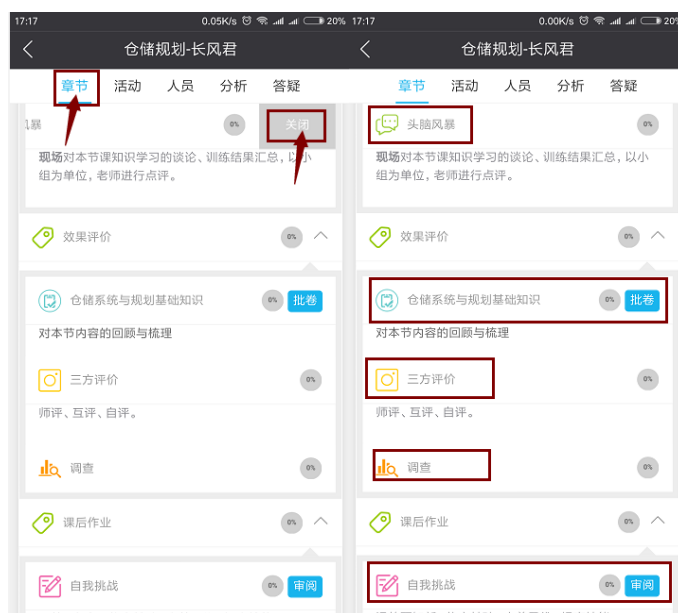 17:17
0.05K/s
20%
仓储规划-长风君
章节 活动 人员 分析 答疑
0%
关闭
现场对本节课知识学习的谈论、训练结果汇总，以小
组为单位，老师进行点评。
效果评价
0%
仓储系统与规划基础知识
0%
批卷
对本节内容的回顾与梳理
三方评价
0%
师评、互评、自评。
调查
0%
课后作业
0%
自我挑战
0%
审阅
17:17
0.00K/s
20%
仓储规划-长风君
章节 活动 人员 分析 答疑
头脑风暴
0%
现场对本节课知识学习的谈论、训练结果汇总，以小
组为单位，老师进行点评。
效果评价
0%
仓储系统与规划基础知识
0%
批卷
对本节内容的回顾与梳理
三方评价
0%
师评、互评、自评。
调查
0%
课后作业
0%
自我挑战
0%
审阅